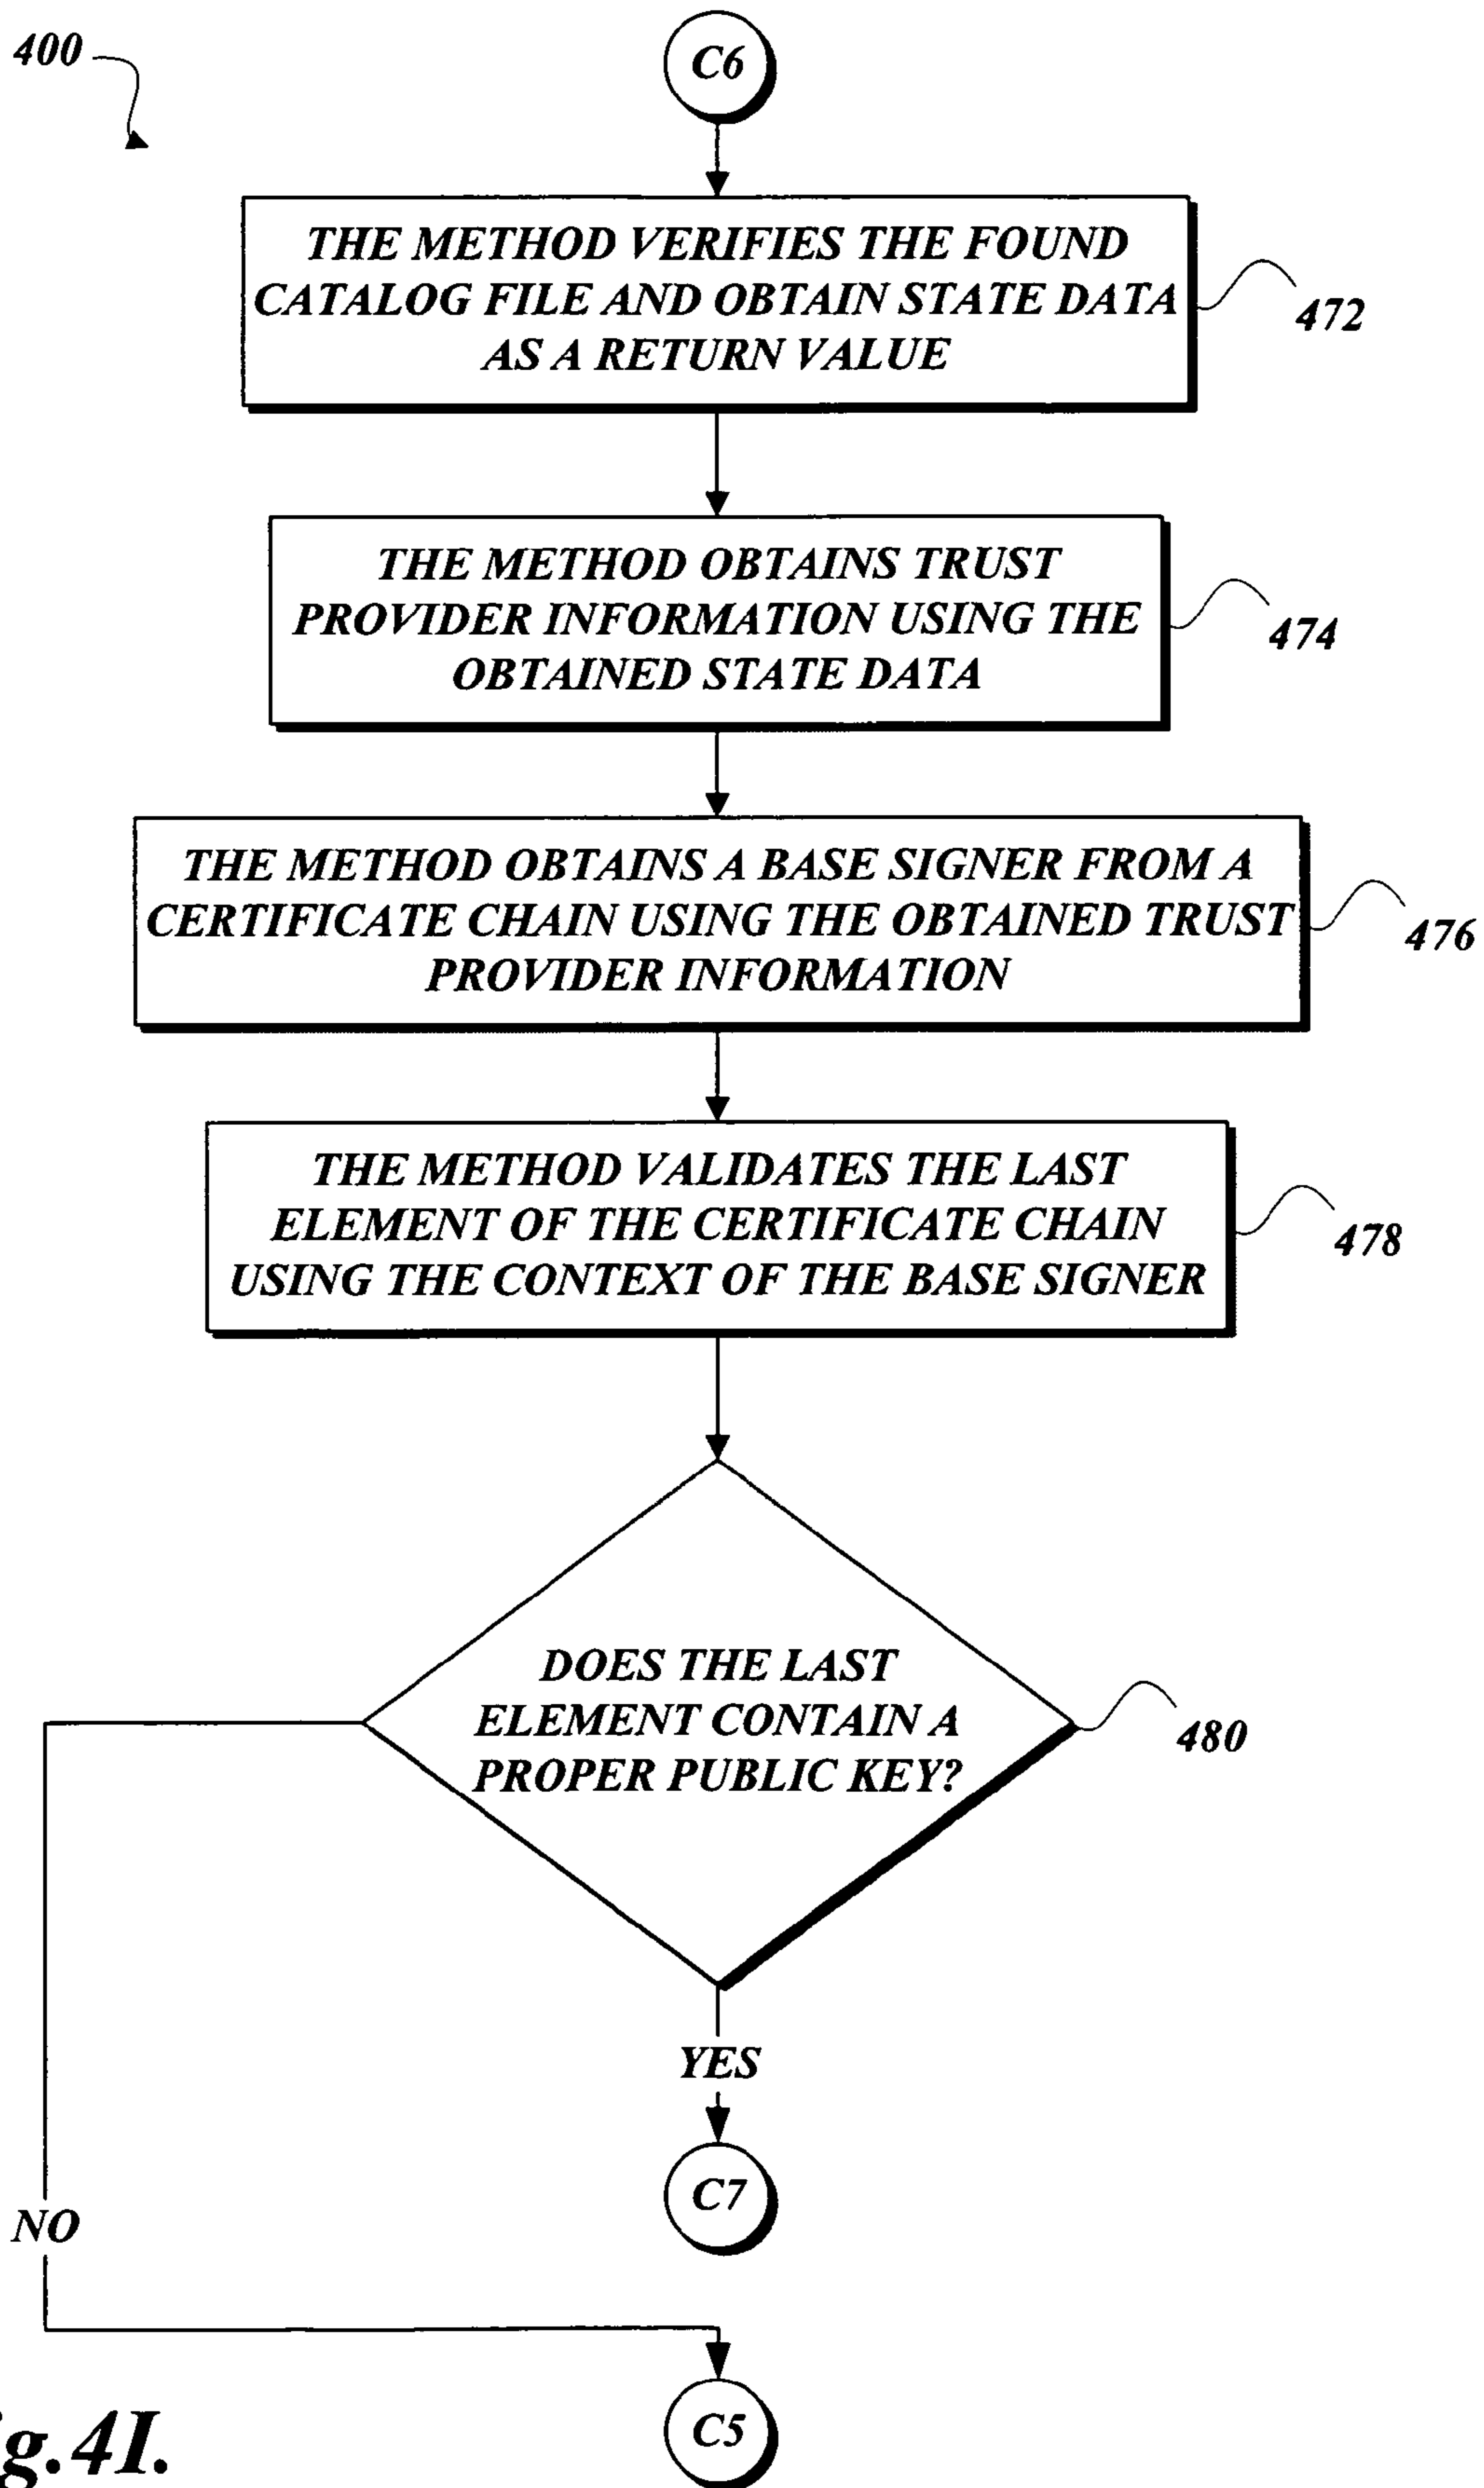 400
C6
THE METHOD VERIFIES THE FOUND
CATALOG FILE AND OBTAIN STATE DATA
AS A RETURN VALUE
472
THE METHOD OBTAINS TRUST
PROVIDER INFORMATION USING THE
OBTAINED STATE DATA
474
THE METHOD OBTAINS A BASE SIGNER FROM A
CERTIFICATE CHAIN USING THE OBTAINED TRUST
PROVIDER INFORMATION
476
THE METHOD VALIDATES THE LAST
ELEMENT OF THE CERTIFICATE CHAIN
USING THE CONTEXT OF THE BASE SIGNER
478
DOES THE LAST
ELEMENT CONTAIN A
PROPER PUBLIC KEY?
480
YES
C7
NO
C5
g.4I.